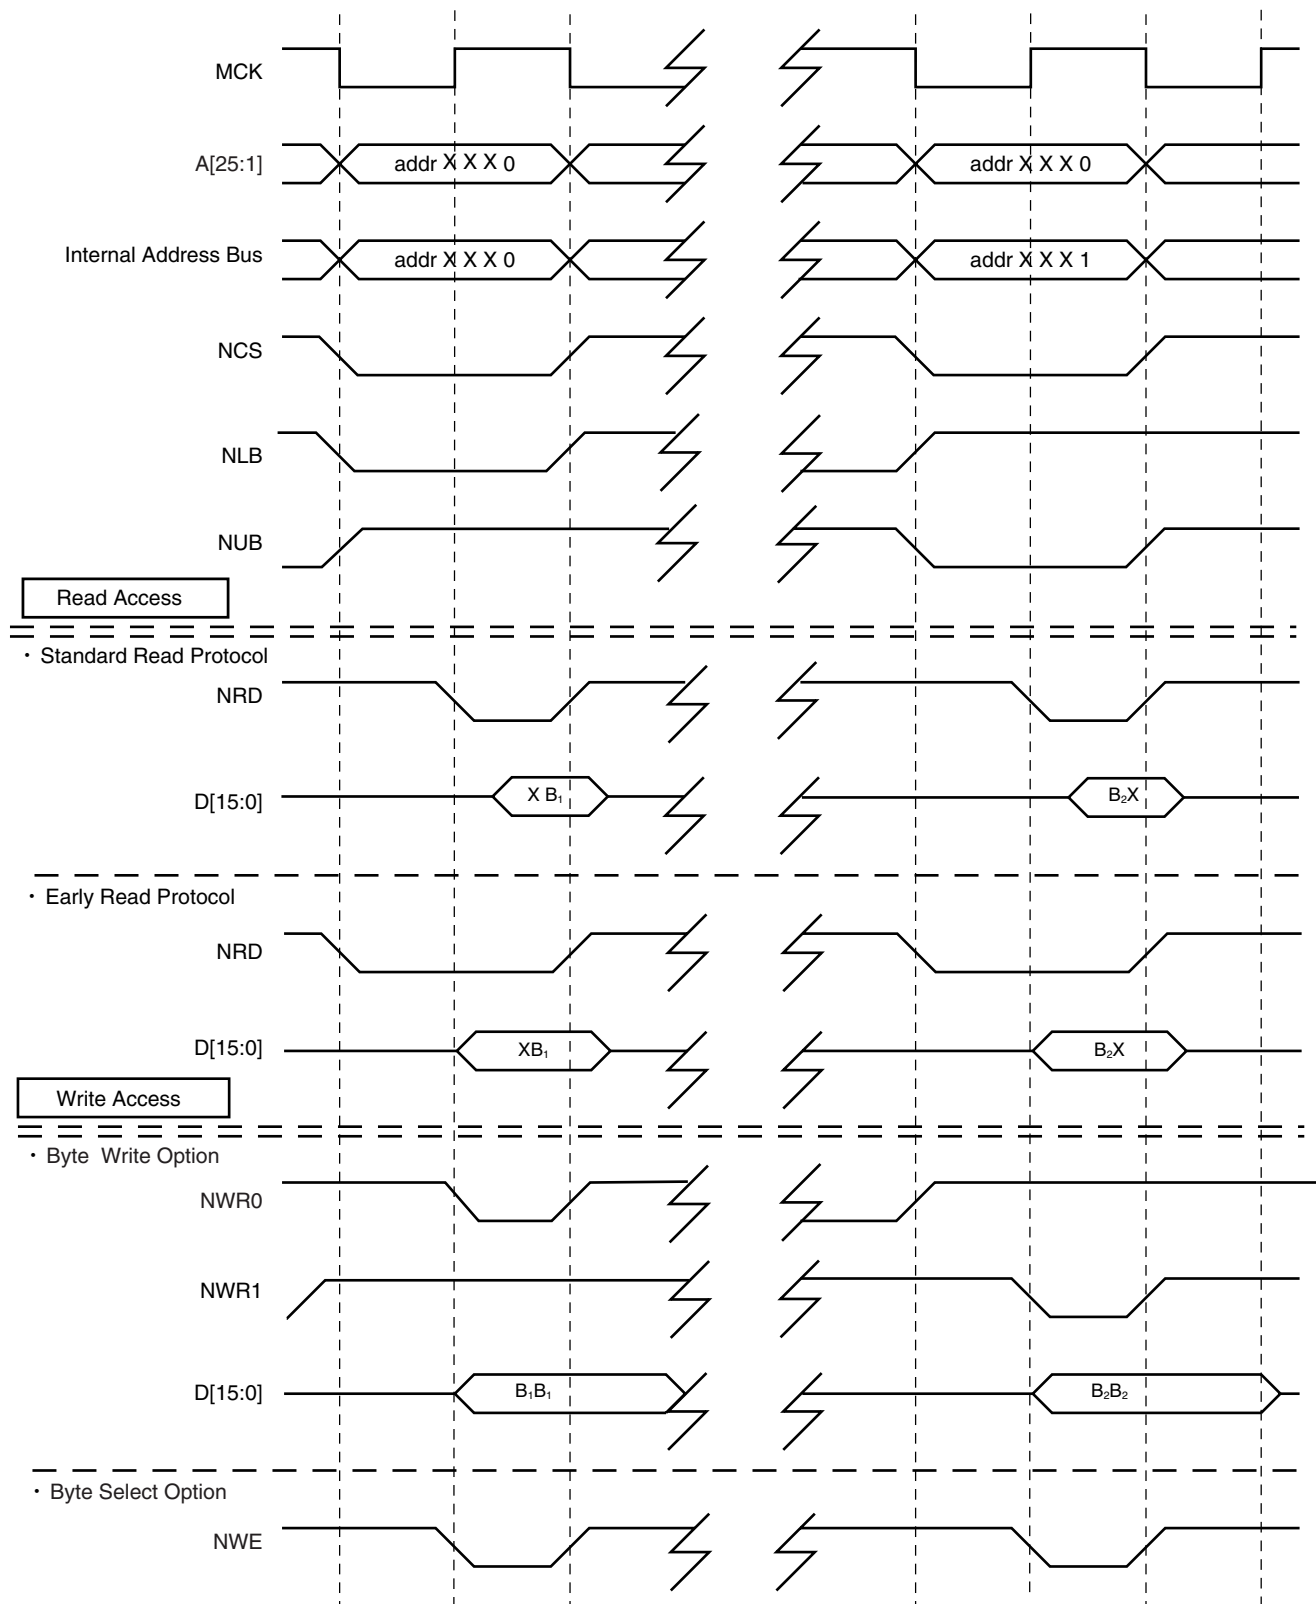 MCK
A[25:1] addr X X X 0 addr X X X 0
Internal Address Bus addr X X X 0 addr X X X 1
NCS
NLB
NUB
Read Access
· Standard Read Protocol
NRD
D[15:0] X B₁ B₂X
· Early Read Protocol
NRD
D[15:0] XB₁ B₂X
Write Access
· Byte Write Option
NWR0
NWR1
D[15:0] B₁B₁ B₂B₂
· Byte Select Option
NWE